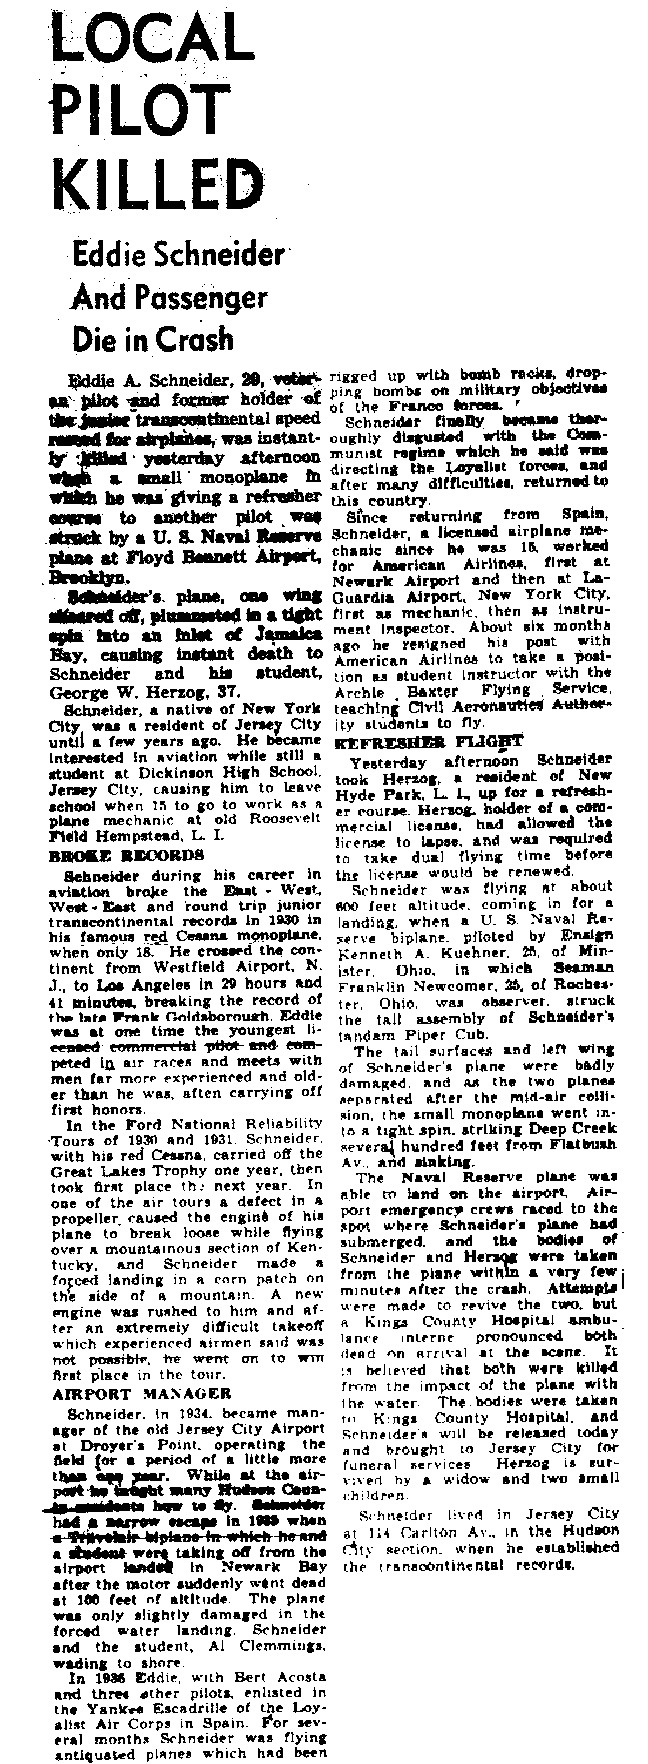 LOCAL
PILOT
KILLED
Eddie Schneider
And Passenger
Die in Crash
Eddie A. Schneider, 29, veter-
an pilot and former holder of
the junior transcontinental speed
record for airplanes, was instant-
ly killed yesterday afternoon
when a small monoplane in
which he was giving a refresher
course to another pilot was
struck by a U. S. Naval Reserve
plane at Floyd Bennett Airport,
Brooklyn.
Schneider's plane, one wing
sheared off, plummeted in a tight
spin into an inlet of Jamaica
Bay, causing instant death to
Schneider and his student,
George W. Herzog, 37.
Schneider, a native of New York
City, was a resident of Jersey City
until a few years ago. He became
interested in aviation while still a
student at Dickinson High School,
Jersey City, causing him to leave
school when 15 to go to work as a
plane mechanic at old Roosevelt
Field Hempstead, L. I.
BROKE RECORDS
Schneider during his career in
aviation broke the East - West,
West - East and round trip junior
transcontinental records in 1930 in
his famous red Cessna monoplane,
when only 18. He crossed the con-
tinent from Westfield Airport, N.
J., to Los Angeles in 29 hours and
41 minutes, breaking the record of
the late Frank Goldsborough. Eddie
was at one time the youngest li-
censed commercial pilot and com-
peted in air races and meets with
men far more experienced and old-
er than he was, often carrying off
first honors.
In the Ford National Reliability
Tours of 1930 and 1931, Schneider,
with his red Cessna, carried off the
Great Lakes Trophy one year, then
took first place the next year. In
one of the air tours a defect in a
propeller caused the engine of his
plane to break loose while flying
over a mountainous section of Ken-
tucky, and Schneider made a
forced landing in a corn patch on
the side of a mountain. A new
engine was rushed to him and af-
ter an extremely difficult takeoff
which experienced airmen said was
not possible, he went on to win
first place in the tour.
AIRPORT MANAGER
Schneider, in 1934, became man-
ager of the old Jersey City Airport
at Droyer's Point, operating the
field for a period of a little more
than one year. While at the air-
port he taught many Hudson Coun-
ty students how to fly. Schneider
had a narrow escape in 1935 when
a Travelair biplane in which he and
a student were taking off from the
airport landed in Newark Bay
after the motor suddenly went dead
at 100 feet of altitude. The plane
was only slightly damaged in the
forced water landing, Schneider
and the student, Al Clemmings,
wading to shore.
In 1936 Eddie, with Bert Acosta
and three other pilots, enlisted in
the Yankee Escadrille of the Loy-
alist Air Corps in Spain. For sev-
eral months Schneider was flying
antiquated planes which had been
rigged up with bomb racks, drop-
ping bombs on military objectives
of the Franco forces.
Schneider finally became thor-
oughly disgusted with the Com-
munist regime which he said was
directing the Loyalist forces, and
after many difficulties, returned to
this country.
Since returning from Spain,
Schneider, a licensed airplane me-
chanic since he was 15, worked
for American Airlines, first at
Newark Airport and then at La-
Guardia Airport, New York City,
first as mechanic, then as instru-
ment inspector. About six months
ago he resigned his post with
American Airlines to take a posi-
tion as student instructor with the
Archie Baxter Flying Service,
teaching Civil Aeronautics Author-
ity students to fly.
REFRESHER FLIGHT
Yesterday afternoon Schneider
took Herzog, a resident of New
Hyde Park, L. I., up for a refresh-
er course. Herzog, holder of a com-
mercial license, had allowed the
license to lapse, and was required
to take dual flying time before
the license would be renewed.
Schneider was flying at about
600 feet altitude, coming in for a
landing, when a U. S. Naval Re-
serve biplane, piloted by Ensign
Kenneth A. Kuehner, 25, of Min-
ister, Ohio, in which Seaman
Franklin Newcomer, 25, of Roches-
ter, Ohio, was observer, struck
the tail assembly of Schneider's
tandam Piper Cub.
The tail surfaces and left wing
of Schneider's plane were badly
damaged, and as the two planes
separated after the mid-air colli-
sion, the small monoplane went in-
to a tight spin, striking Deep Creek
several hundred feet from Flatbush
Av., and sinking.
The Naval Reserve plane was
able to land on the airport. Air-
port emergency crews raced to the
spot where Schneider's plane had
submerged, and the bodies of
Schneider and Herzog were taken
from the plane within a very few
minutes after the crash. Attempts
were made to revive the two, but
a Kings County Hospital ambu-
lance interne pronounced both
dead on arrival at the scene. It
is believed that both were killed
from the impact of the plane with
the water. The bodies were taken
to Kings County Hospital, and
Schneider's will be released today
and brought to Jersey City for
funeral services Herzog is sur-
vived by a widow and two small
children.
Schneider lived in Jersey City
at 114 Carlton Av., in the Hudson
City section, when he established
the transcontinental records.